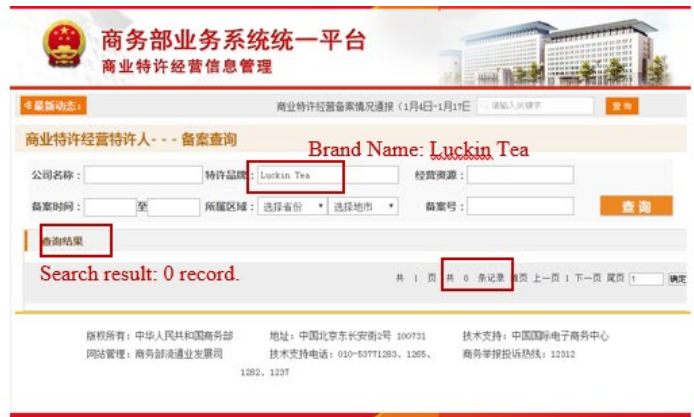 商务部业务系统统一平台
商业特许经营信息管理
最新动态：
商业特许经营备案情况通报（1月4日-1月17日
请输入关键字
查询
商业特许经营特许人---备案查询
Brand Name: Luckin Tea
公司名称：
特许品牌：
Luckin Tea
经营资源：
备案时间：
至
所属区域：
选择省份
选择地市
备案号：
查询
查询结果
Search result: 0 record.
共 1 页 共 0 条记录 首页 上一页 1 下一页 尾页 1 确定
版权所有：中华人民共和国商务部 地址：中国北京东长安街2号 100731 技术支持：中国国际电子商务中心
网站管理：商务部流通业发展司 技术支持电话：010-53771283、1265、 商务举报投诉热线：12312
1282、1237